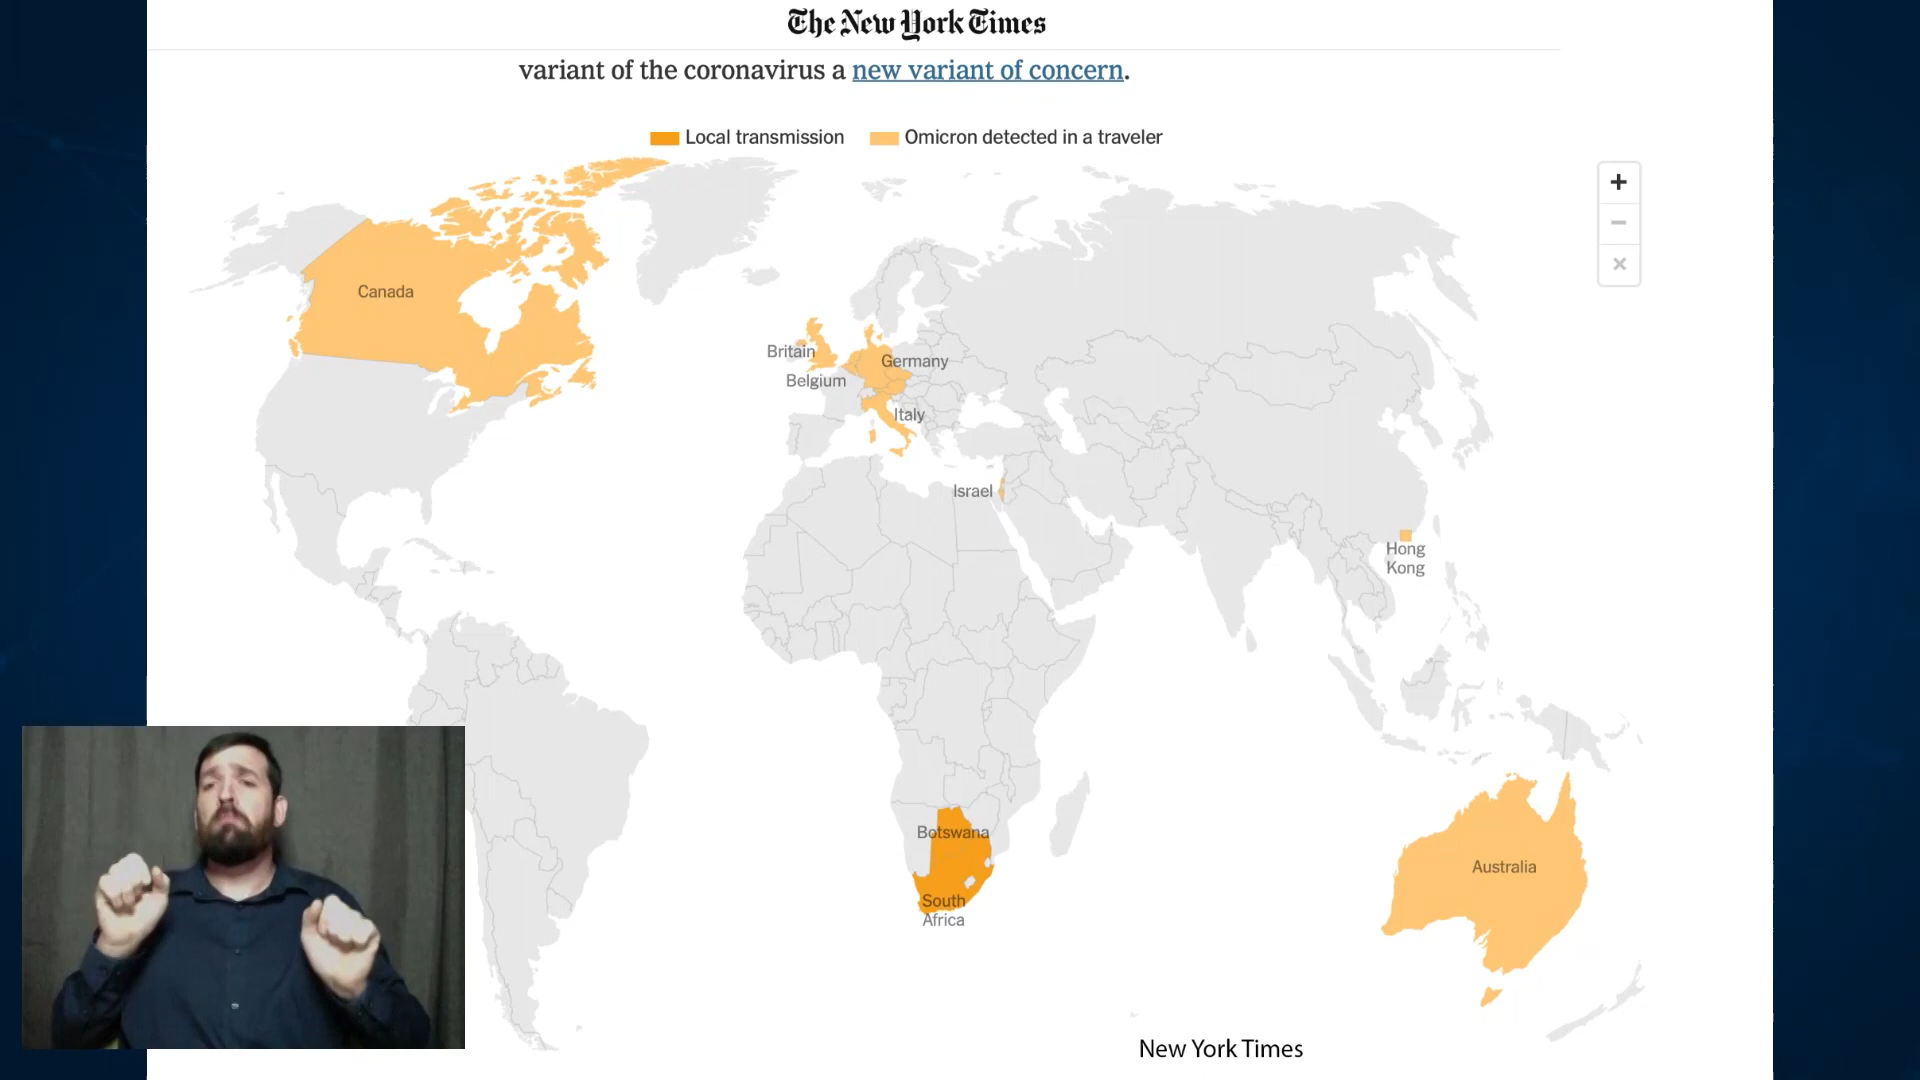 The New York Times
variant of the coronavirus a new variant of concern.
Local transmission
Omicron detected in a traveler
Canada
Britain
Germany
Belgium
Italy
Israel
Hong
Kong
Botswana
Australia
South
Africa
New York Times